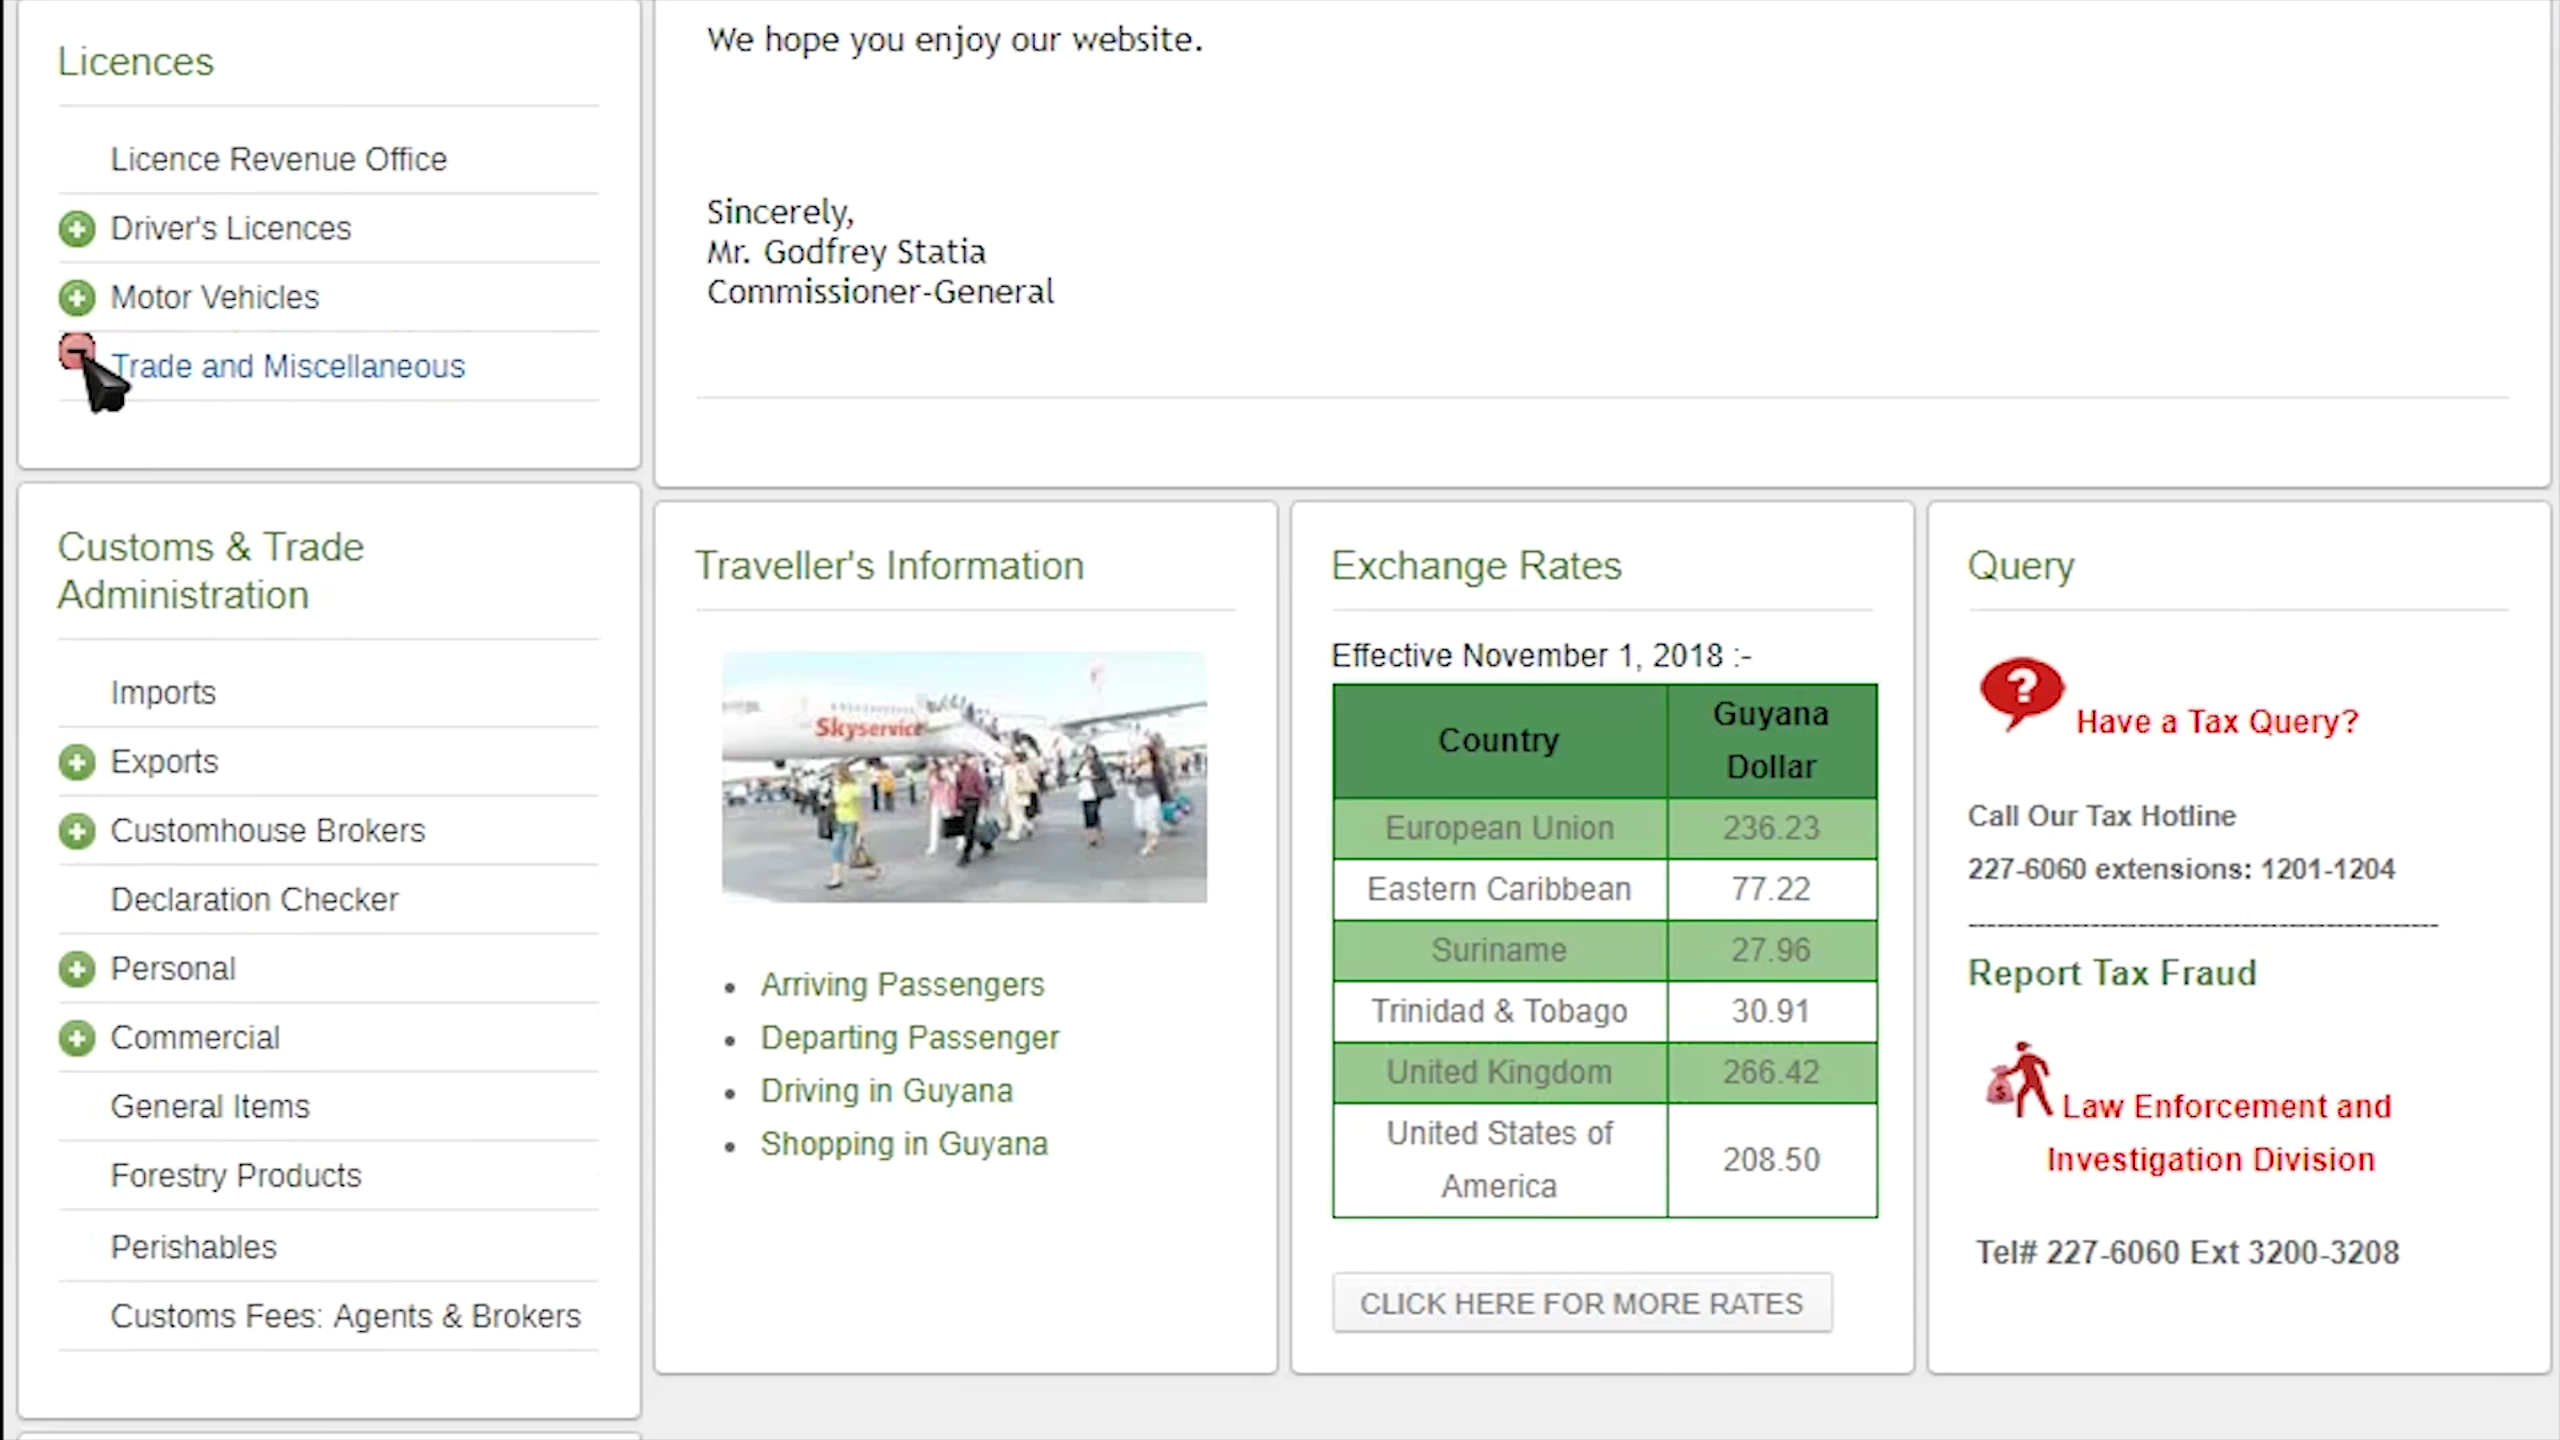 Licences
Licence Revenue Office
Driver's Licences
Motor Vehicles
Trade and Miscellaneous
Customs & Trade
Administration
Imports
Exports
Customhouse Brokers
Declaration Checker
Personal
Commercial
General Items
Forestry Products
Perishables
Customs Fees: Agents & Brokers
We hope you enjoy our website.
Sincerely,
Mr. Godfrey Statia
Commissioner-General
Traveller's Information
Skyservice
Arriving Passengers
Departing Passenger
Driving in Guyana
Shopping in Guyana
Exchange Rates
Effective November 1, 2018 :-
Country Guyana Dollar
European Union 236.23
Eastern Caribbean 77.22
Suriname 27.96
Trinidad & Tobago 30.91
United Kingdom 266.42
United States of America 208.50
CLICK HERE FOR MORE RATES
Query
? Have a Tax Query?
Call Our Tax Hotline
227-6060 extensions: 1201-1204
-----------------------------------------------------
Report Tax Fraud
$ Law Enforcement and
Investigation Division
Tel# 227-6060 Ext 3200-3208